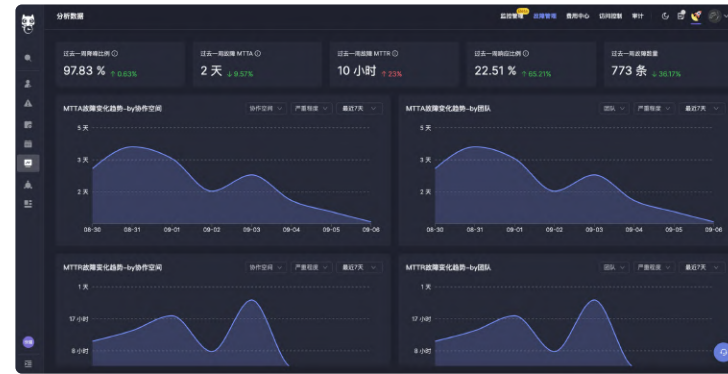 分析数据
监控管理 故障管理 费用中心 访问控制 审计
过去一周降噪比例
97.83 % ↑ 0.63%
过去一周故障 MTTA
2 天 ↓ 9.57%
过去一周故障 MTTR
10 小时 ↑ 23%
过去一周响应比例
22.51 % ↑ 65.21%
过去一周故障数量
773 条 ↓ 36.17%
MTTA故障变化趋势-by协作空间
协作空间 严重程度 最近7天
5 天
3 天
2 天
08-30 08-31 09-01 09-02 09-03 09-04 09-05 09-06
MTTA故障变化趋势-by团队
团队 严重程度 最近7天
5 天
3 天
2 天
08-30 08-31 09-01 09-02 09-03 09-04 09-05 09-06
MTTR故障变化趋势-by协作空间
协作空间 严重程度 最近7天
1 天
17 小时
8 小时
MTTR故障变化趋势-by团队
团队 严重程度 最近7天
1 天
17 小时
8 小时